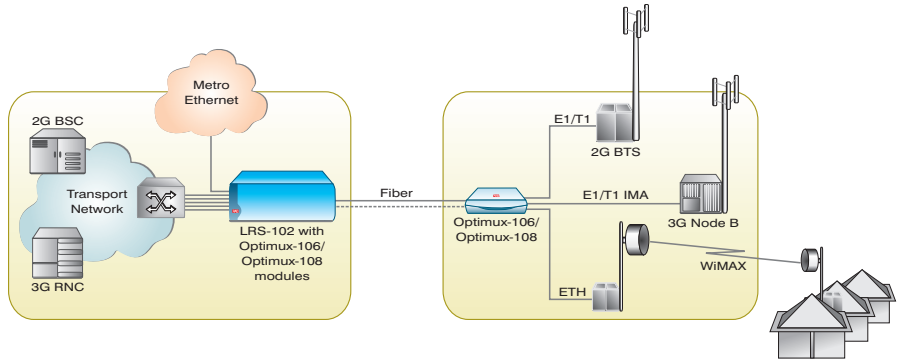 Metro
Ethernet
2G BSC
Transport
Network
3G RNC
LRS-102 with
Optimux-106/
Optimux-108
modules
Fiber
Optimux-106/
Optimux-108
E1/T1
2G BTS
E1/T1 IMA
3G Node B
ETH
WiMAX